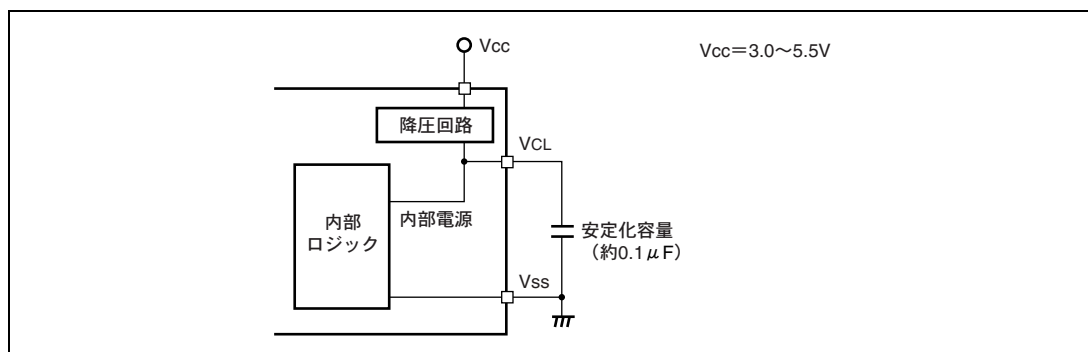 Vcc
Vcc＝3.0～5.5V
降圧回路
VCL
内部電源
内部
ロジック
安定化容量
（約0.1μF）
Vss